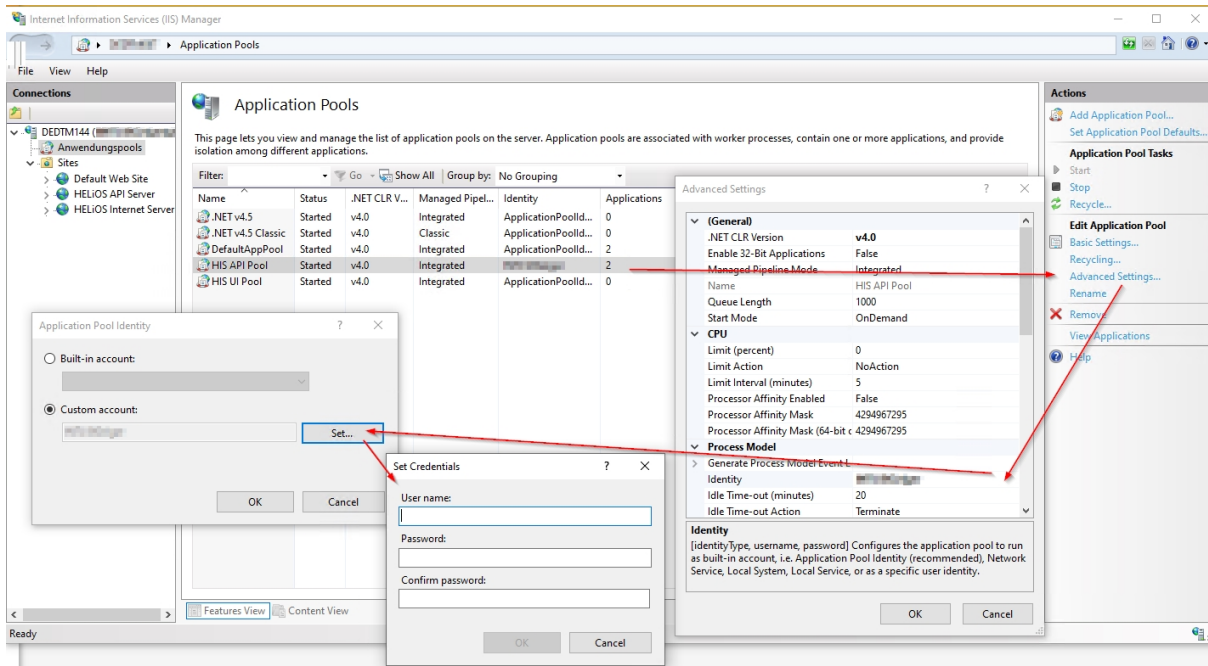 Internet Information Services (IIS) Manager
Application Pools
File View Help
Connections
DEDTM144 (
Anwendungspools
Sites
Default Web Site
HELiOS API Server
HELiOS Internet Server
Ready
Application Pools
This page lets you view and manage the list of application pools on the server. Application pools are associated with worker processes, contain one or more applications, and provide
isolation among different applications.
Filter: Go Show All Group by: No Grouping
Name Status .NET CLR V... Managed Pipel... Identity Applications
.NET v4.5 Started v4.0 Integrated ApplicationPoolId... 0
.NET v4.5 Classic Started v4.0 Classic ApplicationPoolId... 0
DefaultAppPool Started v4.0 Integrated ApplicationPoolId... 2
HIS API Pool Started v4.0 Integrated 2
HIS UI Pool Started v4.0 Integrated ApplicationPoolId... 0
Features View Content View
Application Pool Identity ?
Built-in account:
Custom account:
Set...
OK Cancel
Set Credentials ?
User name:
Password:
Confirm password:
OK Cancel
Advanced Settings ?
(General)
.NET CLR Version v4.0
Enable 32-Bit Applications False
Managed Pipeline Mode Integrated
Name HIS API Pool
Queue Length 1000
Start Mode OnDemand
CPU
Limit (percent) 0
Limit Action NoAction
Limit Interval (minutes) 5
Processor Affinity Enabled False
Processor Affinity Mask 4294967295
Processor Affinity Mask (64-bit c 4294967295
Process Model
Generate Process Model Event L
Identity
Idle Time-out (minutes) 20
Idle Time-out Action Terminate
Identity
[identityType, username, password] Configures the application pool to run
as built-in account, i.e. Application Pool Identity (recommended), Network
Service, Local System, Local Service, or as a specific user identity.
OK Cancel
Actions
Add Application Pool...
Set Application Pool Defaults...
Application Pool Tasks
Start
Stop
Recycle...
Edit Application Pool
Basic Settings...
Recycling...
Advanced Settings...
Rename
Remove
View Applications
Help